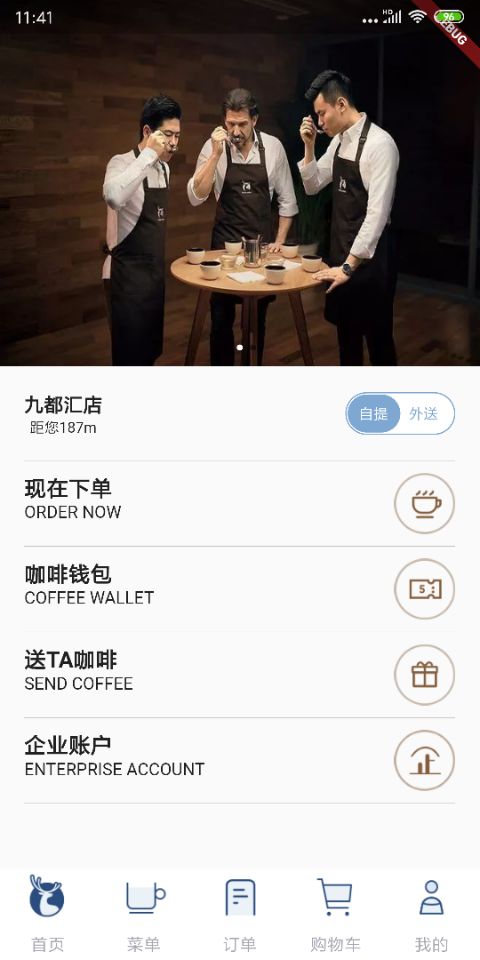 11:41
HD
96
DEBUG
九都汇店
距您187m
自提
外送
现在下单
ORDER NOW
咖啡钱包
COFFEE WALLET
5
送TA咖啡
SEND COFFEE
企业账户
ENTERPRISE ACCOUNT
首页
菜单
订单
购物车
我的